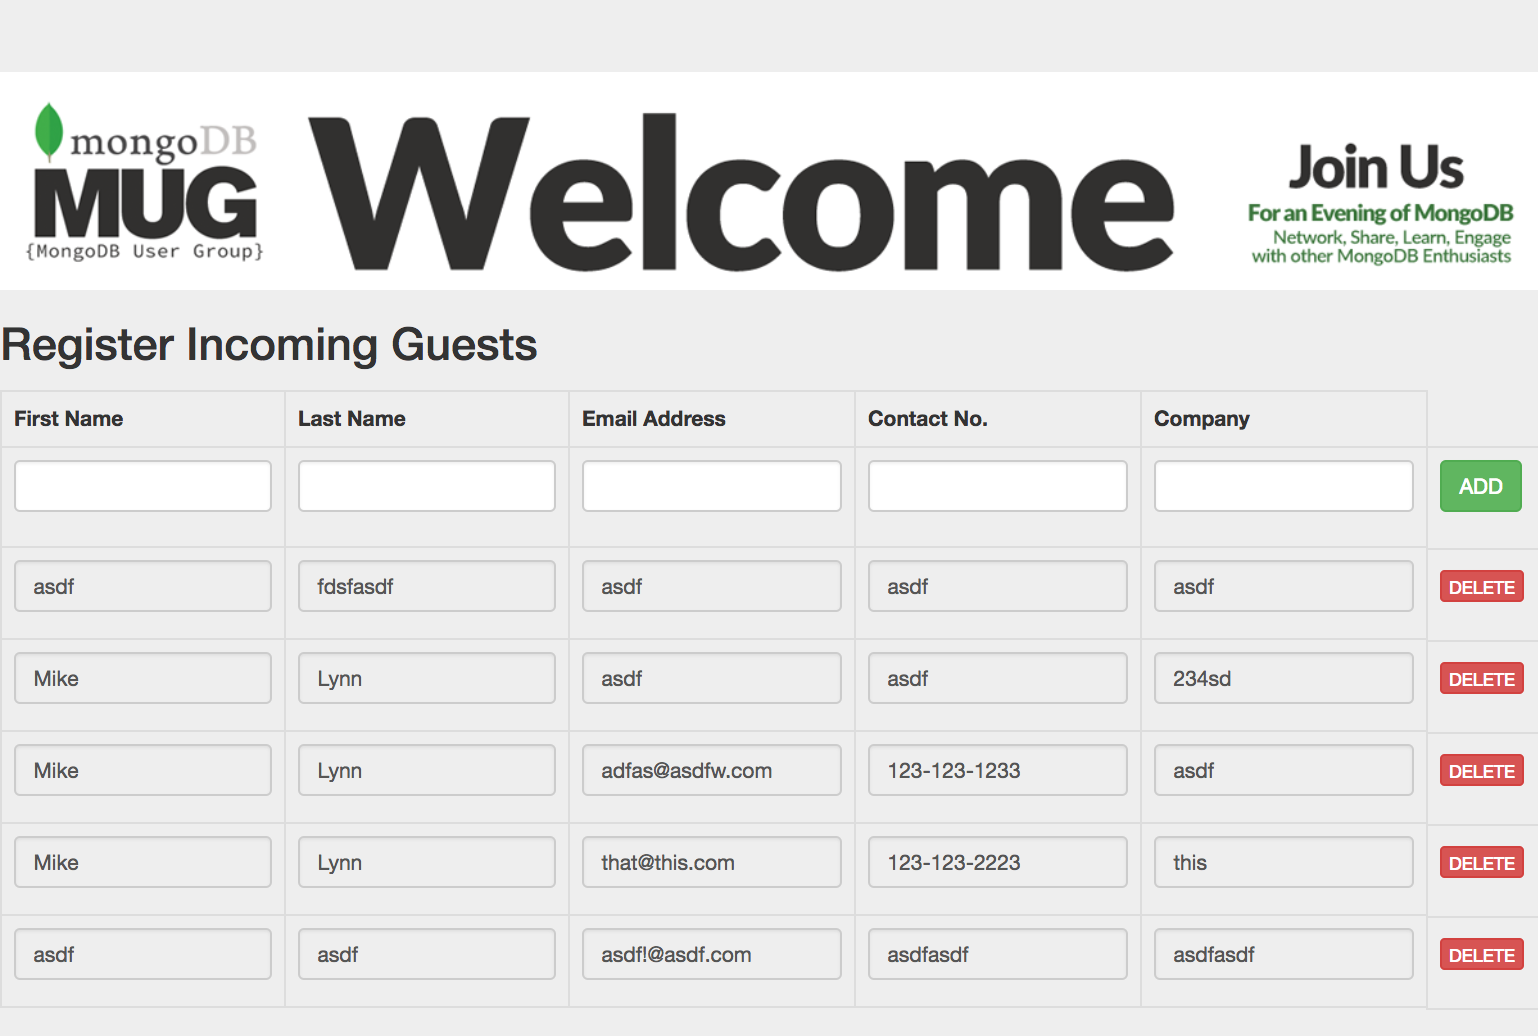 mongoDB
MUG
{MongoDB User Group}
Welcome
Join Us
For an Evening of MongoDB
Network, Share, Learn, Engage
with other MongoDB Enthusiasts
Register Incoming Guests
First Name Last Name Email Address Contact No. Company
ADD
asdf fdsfasdf asdf asdf asdf DELETE
Mike Lynn asdf asdf 234sd DELETE
Mike Lynn adfas@asdfw.com 123-123-1233 asdf DELETE
Mike Lynn that@this.com 123-123-2223 this DELETE
asdf asdf asdf!@asdf.com asdfasdf asdfasdf DELETE